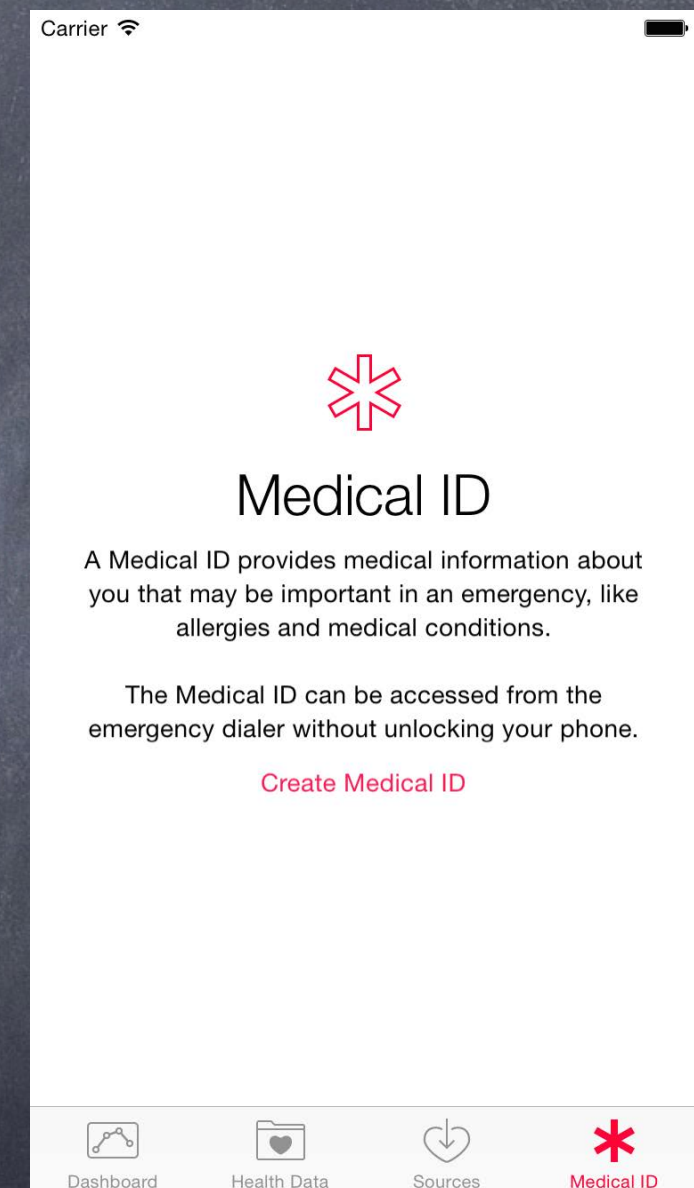 Carrier
Medical ID
A Medical ID provides medical information about
you that may be important in an emergency, like
allergies and medical conditions.
The Medical ID can be accessed from the
emergency dialer without unlocking your phone.
Create Medical ID
Dashboard
Health Data
Sources
Medical ID